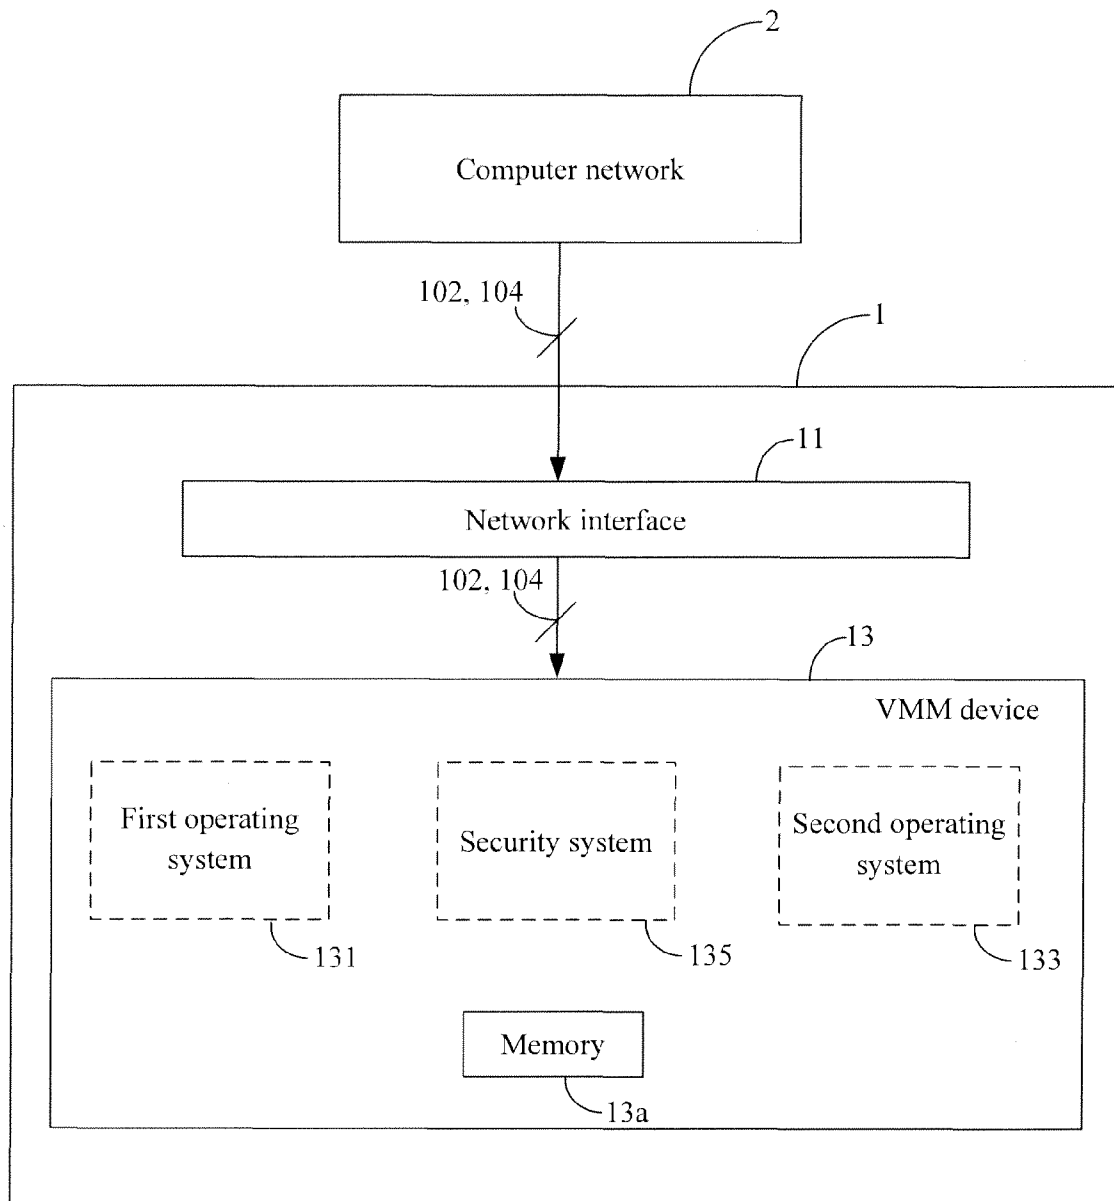 2
Computer network
102, 104
1
11
Network interface
102, 104
13
VMM device
First operating
system
Security system
Second operating
system
131
135
133
Memory
13a